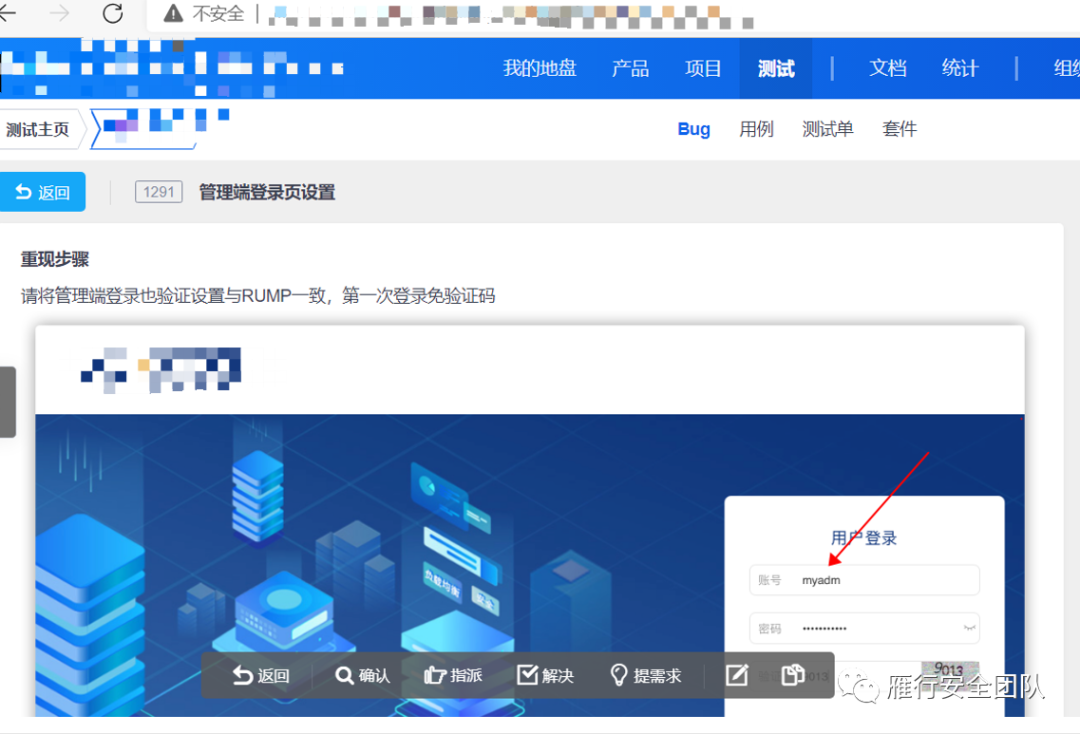 不安全
我的地盘 产品 项目 测试 文档 统计
测试主页
Bug 用例 测试单 套件
返回 1291 管理端登录页设置
重现步骤
请将管理端登录也验证设置与RUMP一致，第一次登录免验证码
用户登录
账号 myadm
负载均衡
密码 •••••••••••
返回 确认 指派 解决 提需求
9013
雁行安全团队